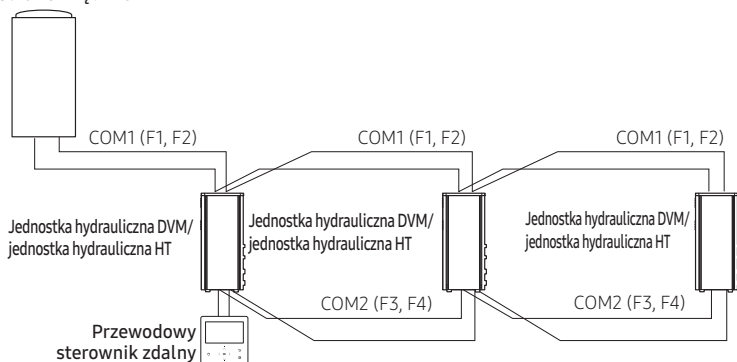 COM1 (F1, F2)
COM1 (F1, F2)
COM1 (F1, F2)
Jednostka hydrauliczna DVM/
jednostka hydrauliczna HT
Jednostka hydrauliczna DVM/
jednostka hydrauliczna HT
Jednostka hydrauliczna DVM/
jednostka hydrauliczna HT
COM2 (F3, F4)
COM2 (F3, F4)
Przewodowy
sterownik zdalny